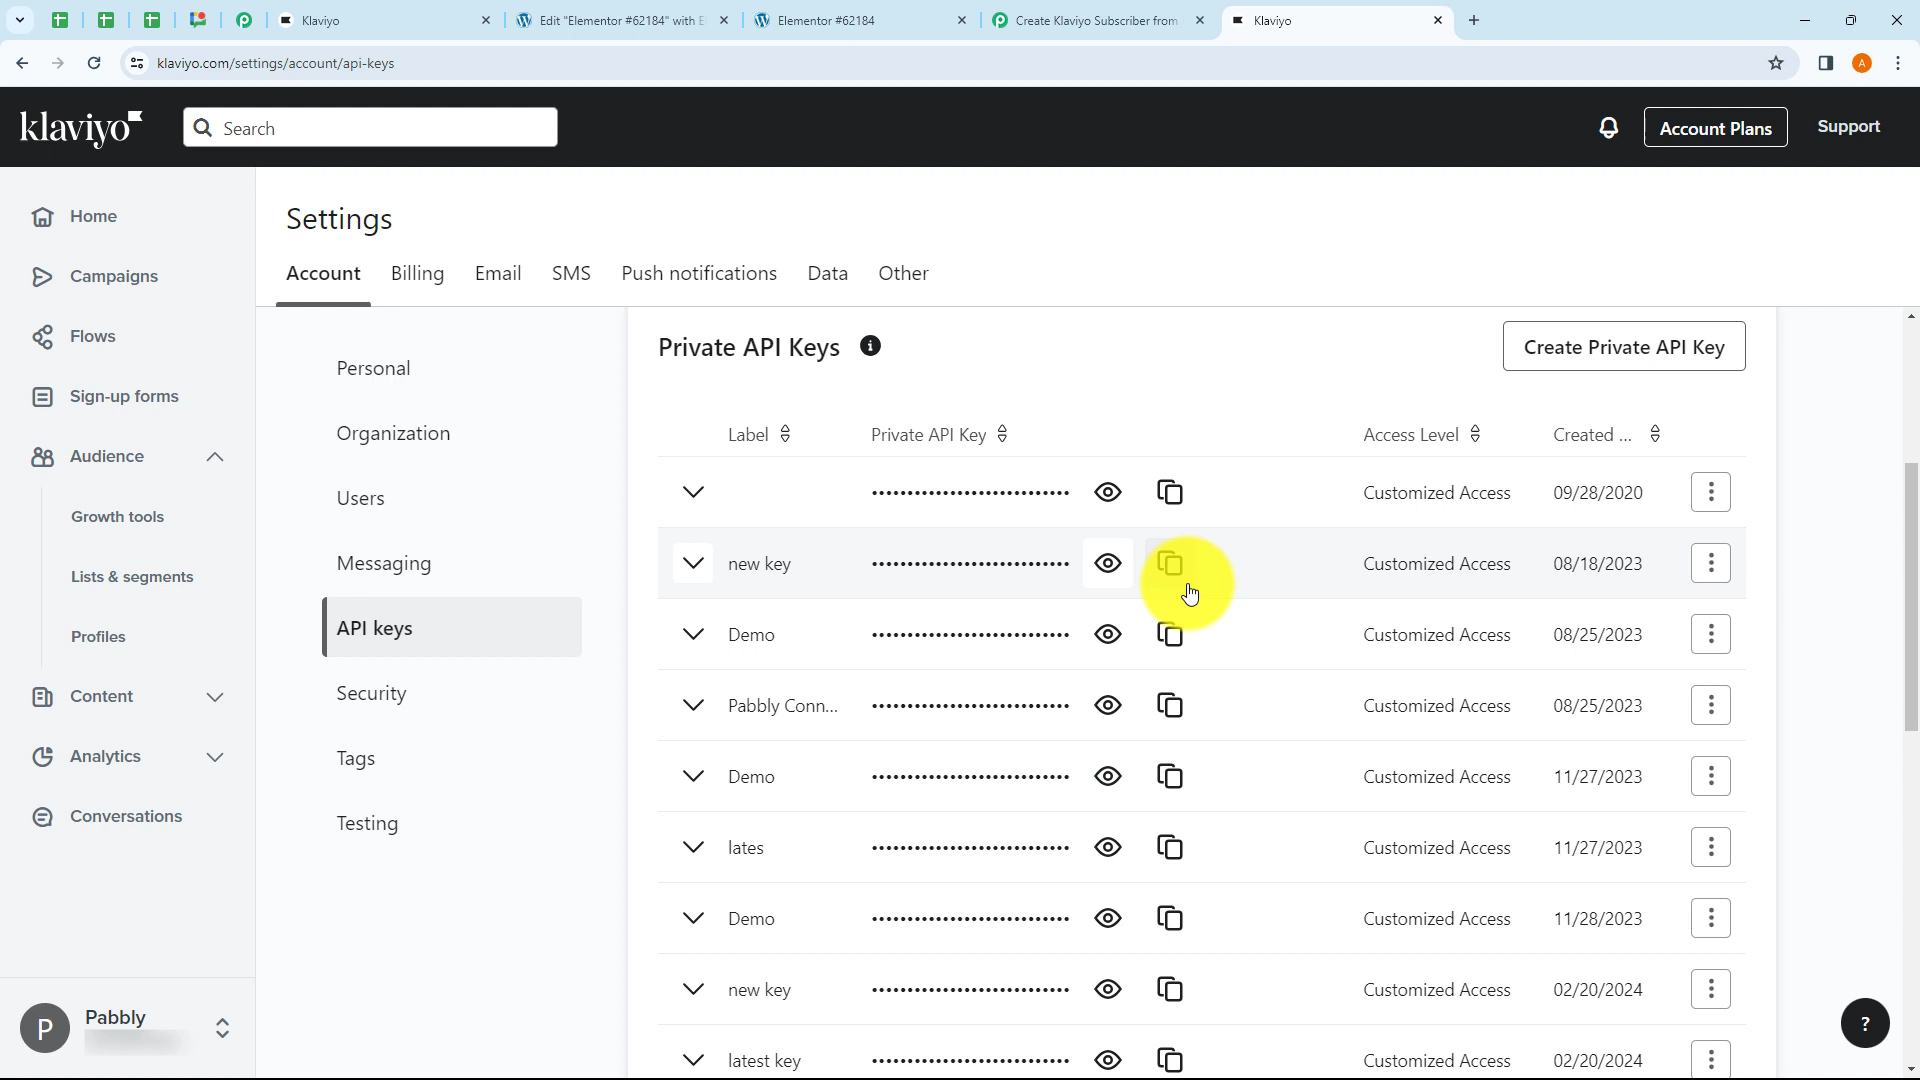 Klaviyo
Edit "Elementor #62184" with E
Elementor #62184
Create Klaviyo Subscriber from
Klaviyo
klaviyo.com/settings/account/api-keys
A
klaviyo
Search
Account Plans
Support
Home
Campaigns
Flows
Sign-up forms
Audience
Growth tools
Lists & segments
Profiles
Content
Analytics
Conversations
P
Pabbly
Settings
Account
Billing
Email
SMS
Push notifications
Data
Other
Personal
Organization
Users
Messaging
API keys
Security
Tags
Testing
Private API Keys
Create Private API Key
Label
Private API Key
Access Level
Created ...
Customized Access
09/28/2020
new key
Customized Access
08/18/2023
Demo
Customized Access
08/25/2023
Pabbly Conn...
Customized Access
08/25/2023
Demo
Customized Access
11/27/2023
lates
Customized Access
11/27/2023
Demo
Customized Access
11/28/2023
new key
Customized Access
02/20/2024
latest key
Customized Access
02/20/2024
?